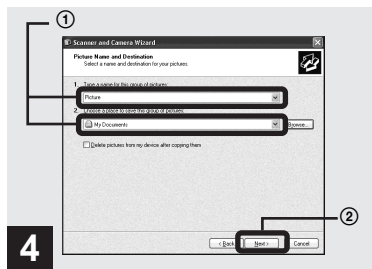 ①
Scanner and Camera Wizard
Picture Name and Destination
Select a name and destination for your pictures.
1. Type a name for this group of pictures:
Picture
2. Choose a place to save this group of pictures:
My Documents
Browse...
Delete pictures from my device after copying them
②
4
< Back
Next >
Cancel